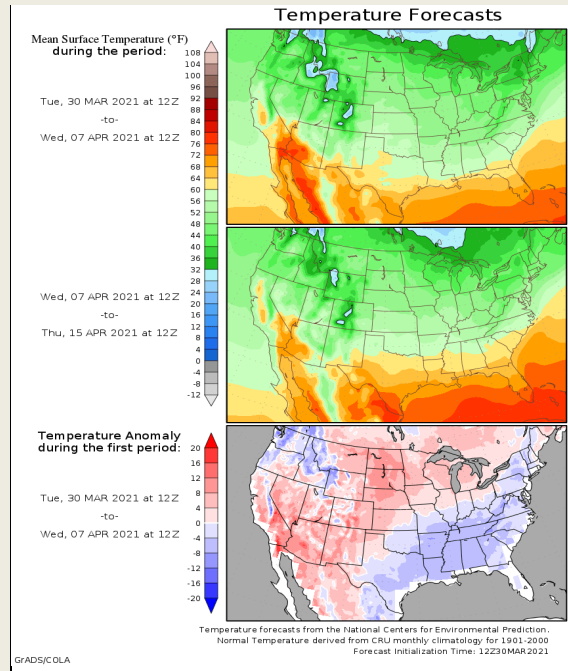 Temperature Forecasts
Mean Surface Temperature (°F)
during the period:
Tue, 30 MAR 2021 at 12Z
-to-
Wed, 07 APR 2021 at 12Z
108
104
100
96
92
88
84
80
76
72
68
64
60
56
52
48
44
40
36
32
30
28
24
20
16
12
8
4
0
-4
-8
-12
Wed, 07 APR 2021 at 12Z
-to-
Thu, 15 APR 2021 at 12Z
Temperature Anomaly
during the first period:
Tue, 30 MAR 2021 at 12Z
-to-
Wed, 07 APR 2021 at 12Z
20
16
12
8
4
0
-4
-8
-12
-16
-20
Temperature forecasts from the National Centers for Environmental Prediction.
Normal Temperature derived from CRU monthly climatology for 1901-2000
Forecast Initialization Time: 12Z30MAR2021
GrADS/COLA